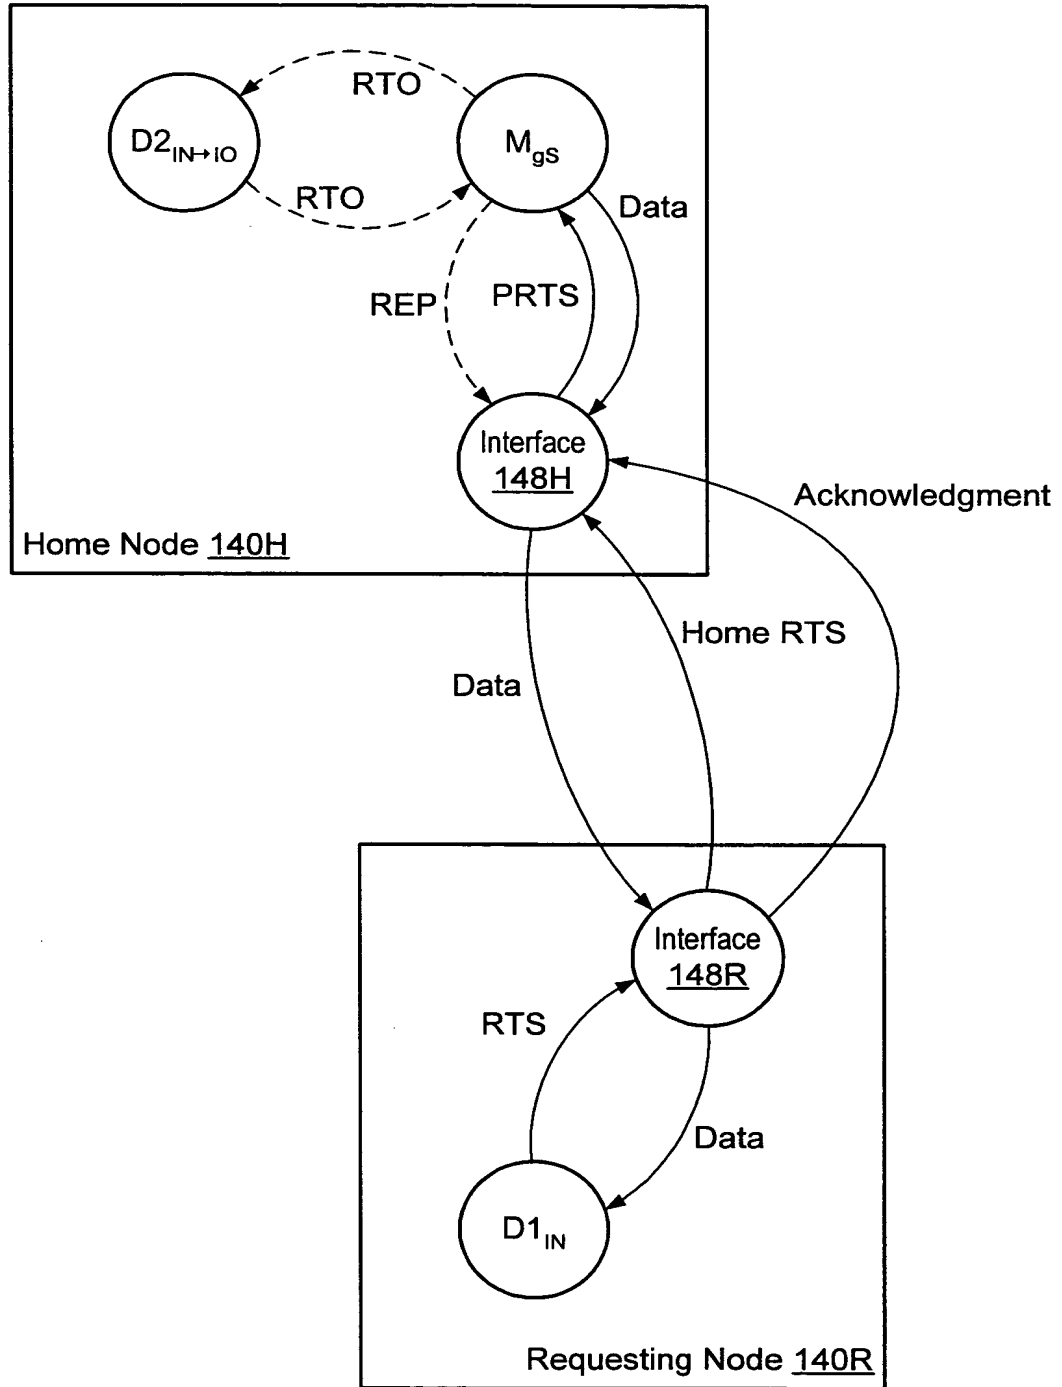 RTO
D2IN→IO
MgS
RTO
Data
REP
PRTS
Interface
148H
Acknowledgment
Home Node 140H
Home RTS
Data
Interface
148R
RTS
Data
D1IN
Requesting Node 140R